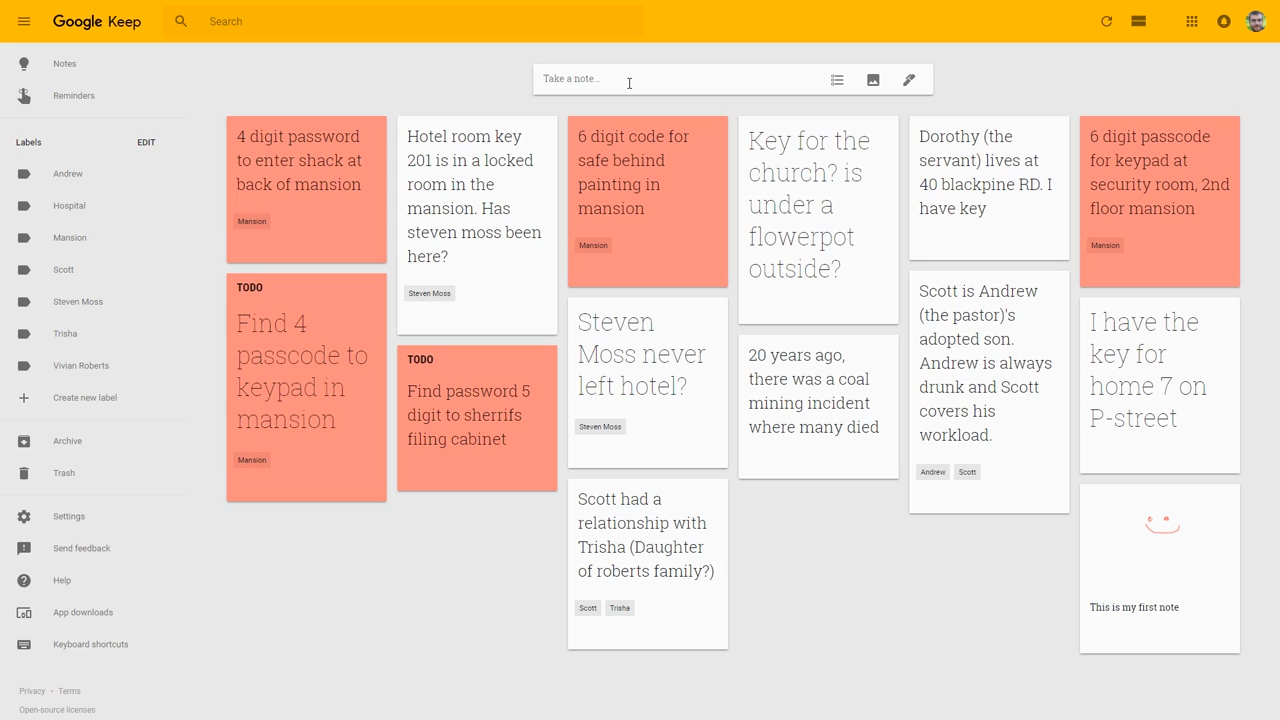 Google Keep
Search
Notes
Reminders
Labels
EDIT
Andrew
Hospital
Mansion
Scott
Steven Moss
Trisha
Vivian Roberts
Create new label
Archive
Trash
Settings
Send feedback
Help
App downloads
Keyboard shortcuts
Privacy • Terms
Open-source licenses
Take a note...
4 digit password
to enter shack at
back of mansion
Mansion
TODO
Find 4
passcode to
keypad in
mansion
Mansion
Hotel room key
201 is in a locked
room in the
mansion. Has
steven moss been
here?
Steven Moss
TODO
Find password 5
digit to sherrifs
filing cabinet
6 digit code for
safe behind
painting in
mansion
Mansion
Steven
Moss never
left hotel?
Steven Moss
Scott had a
relationship with
Trisha (Daughter
of roberts family?)
Scott Trisha
Key for the
church? is
under a
flowerpot
outside?
20 years ago,
there was a coal
mining incident
where many died
Dorothy (the
servant) lives at
40 blackpine RD. I
have key
Scott is Andrew
(the pastor)'s
adopted son.
Andrew is always
drunk and Scott
covers his
workload.
Andrew Scott
6 digit passcode
for keypad at
security room, 2nd
floor mansion
Mansion
I have the
key for
home 7 on
P-street
This is my first note